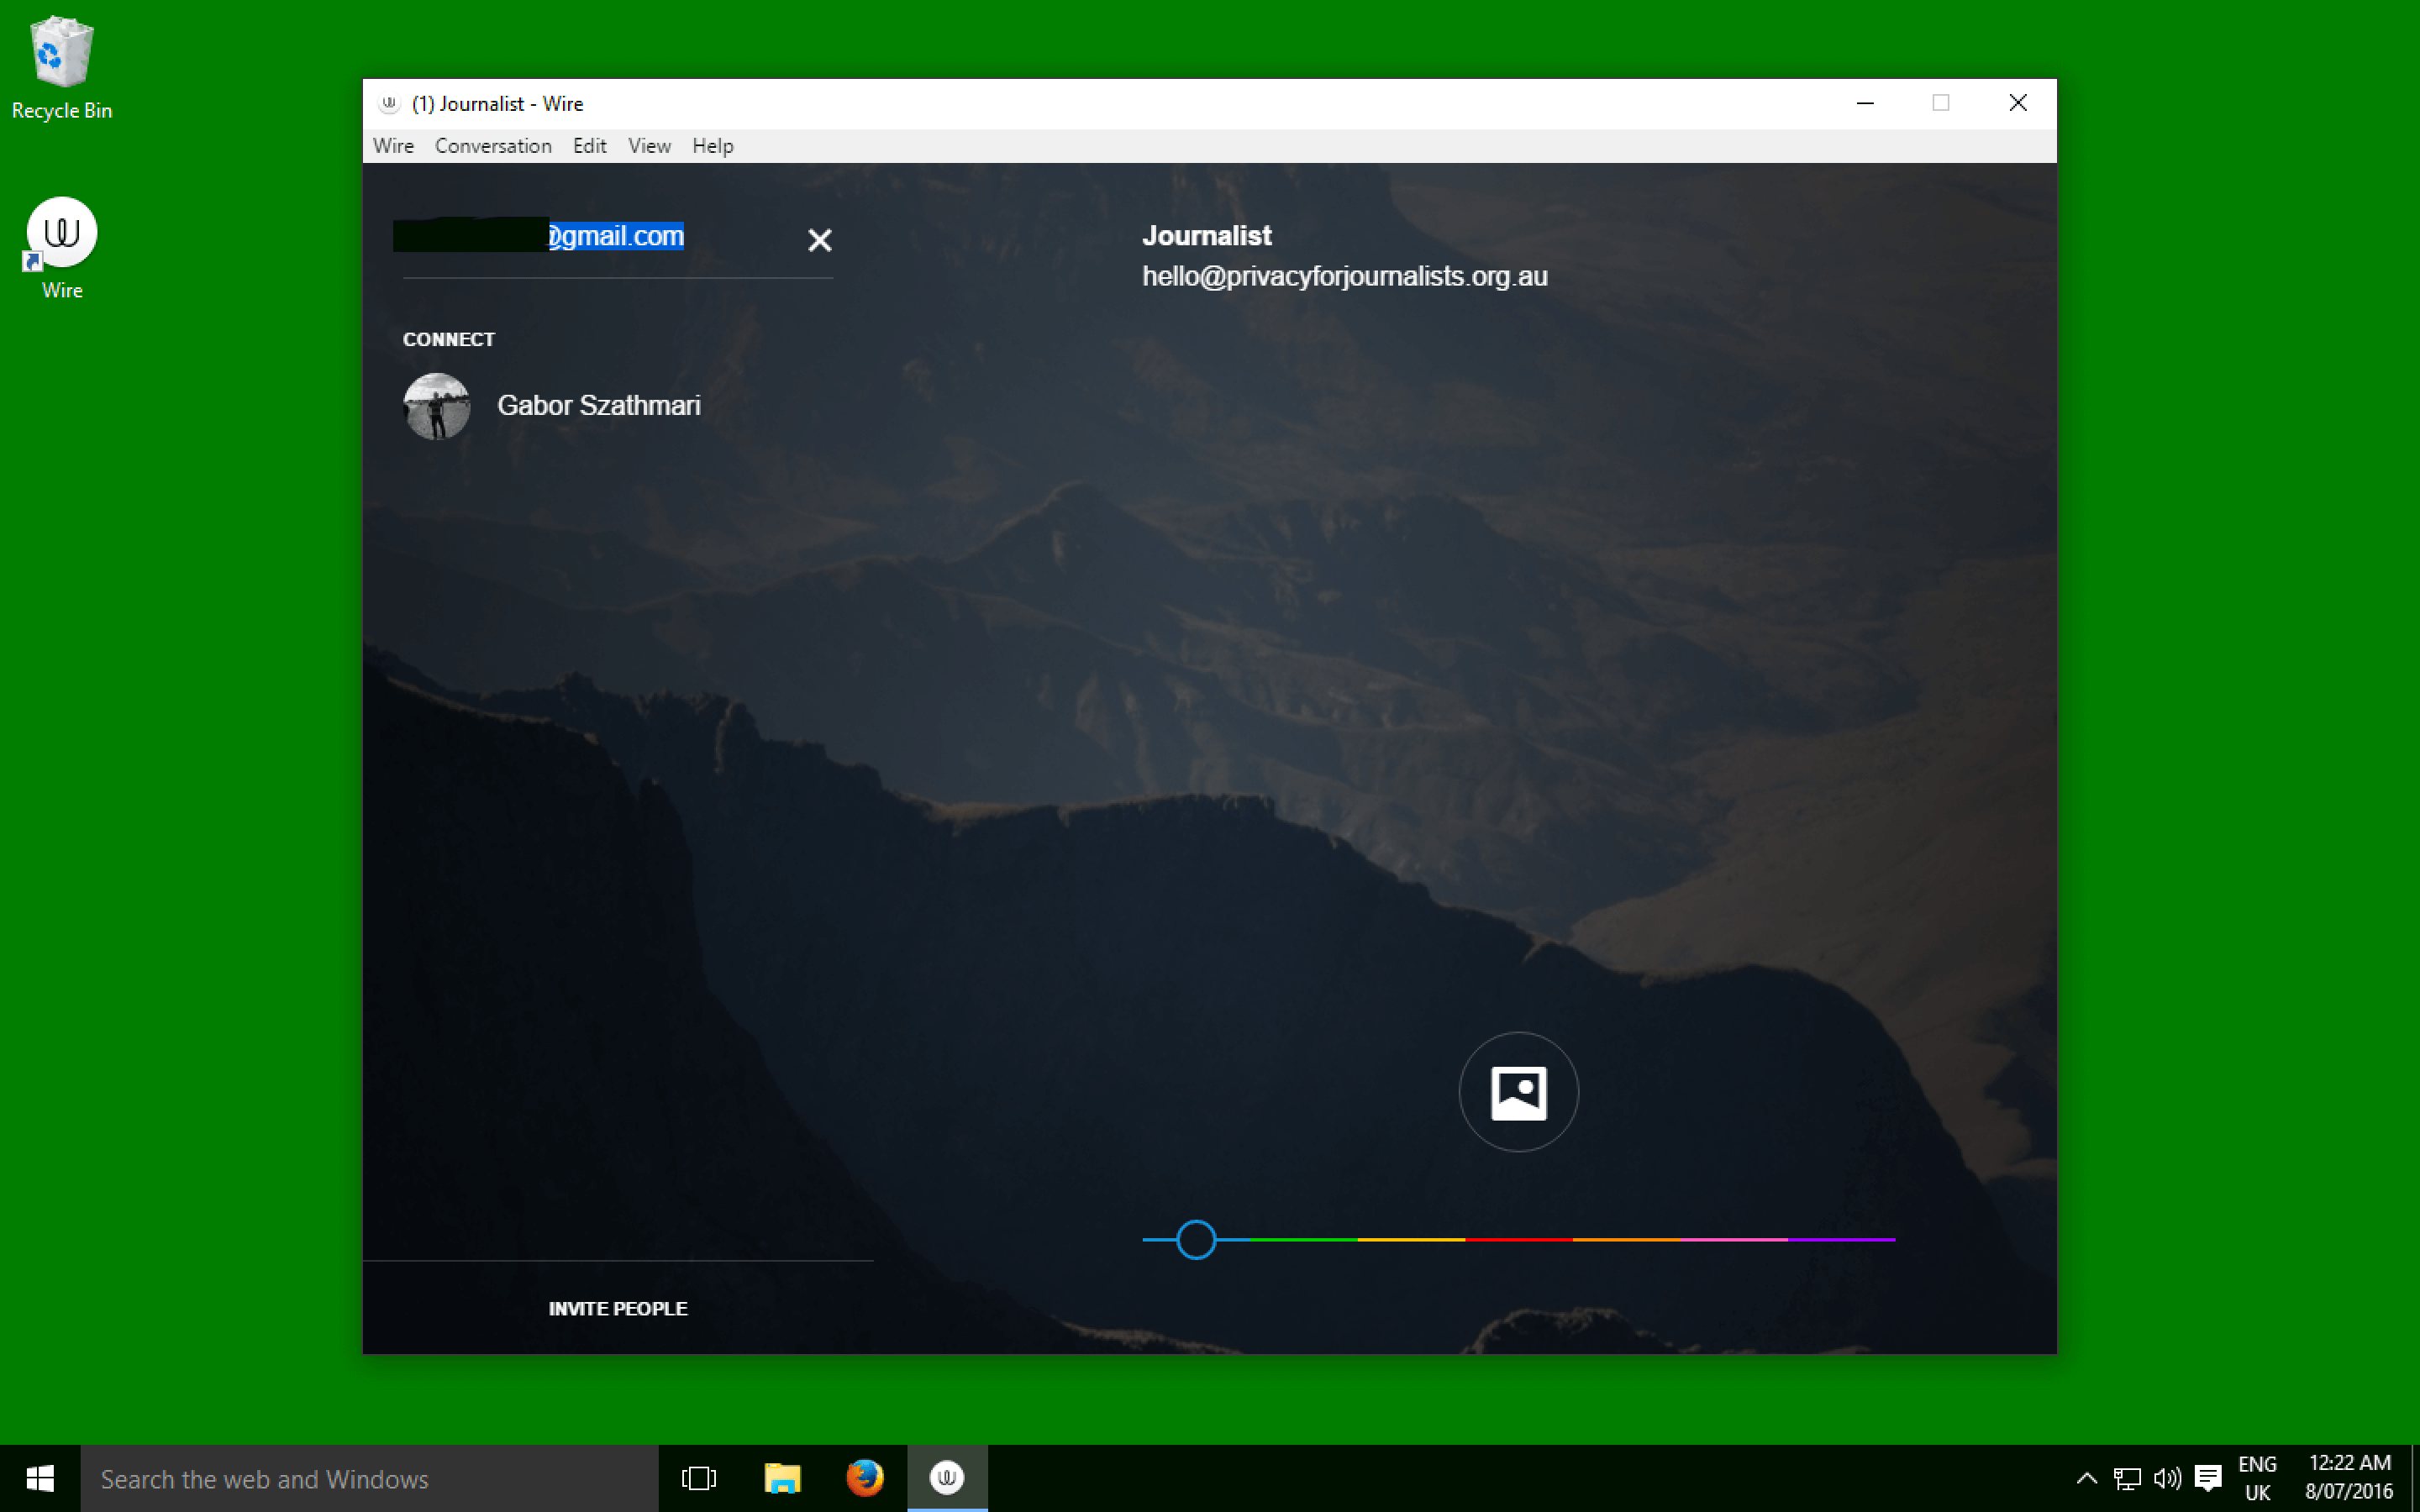 Recycle Bin
Wire
(1) Journalist - Wire
Wire Conversation Edit View Help
@gmail.com
Journalist
hello@privacyforjournalists.org.au
CONNECT
Gabor Szathmari
INVITE PEOPLE
Search the web and Windows
ENG
UK
12:22 AM
8/07/2016